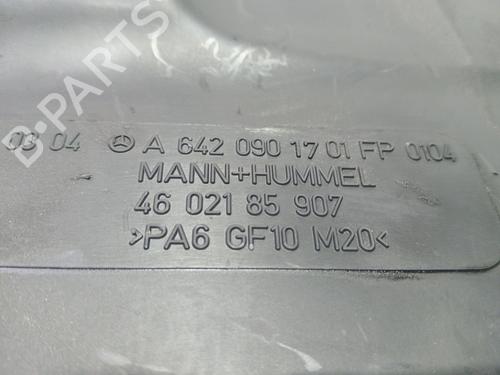 B-PARTS
03 04 A 642 090 17 01 FP 0104
MANN+HUMMEL
46 021 85 907
>PA6 GF10 M20<